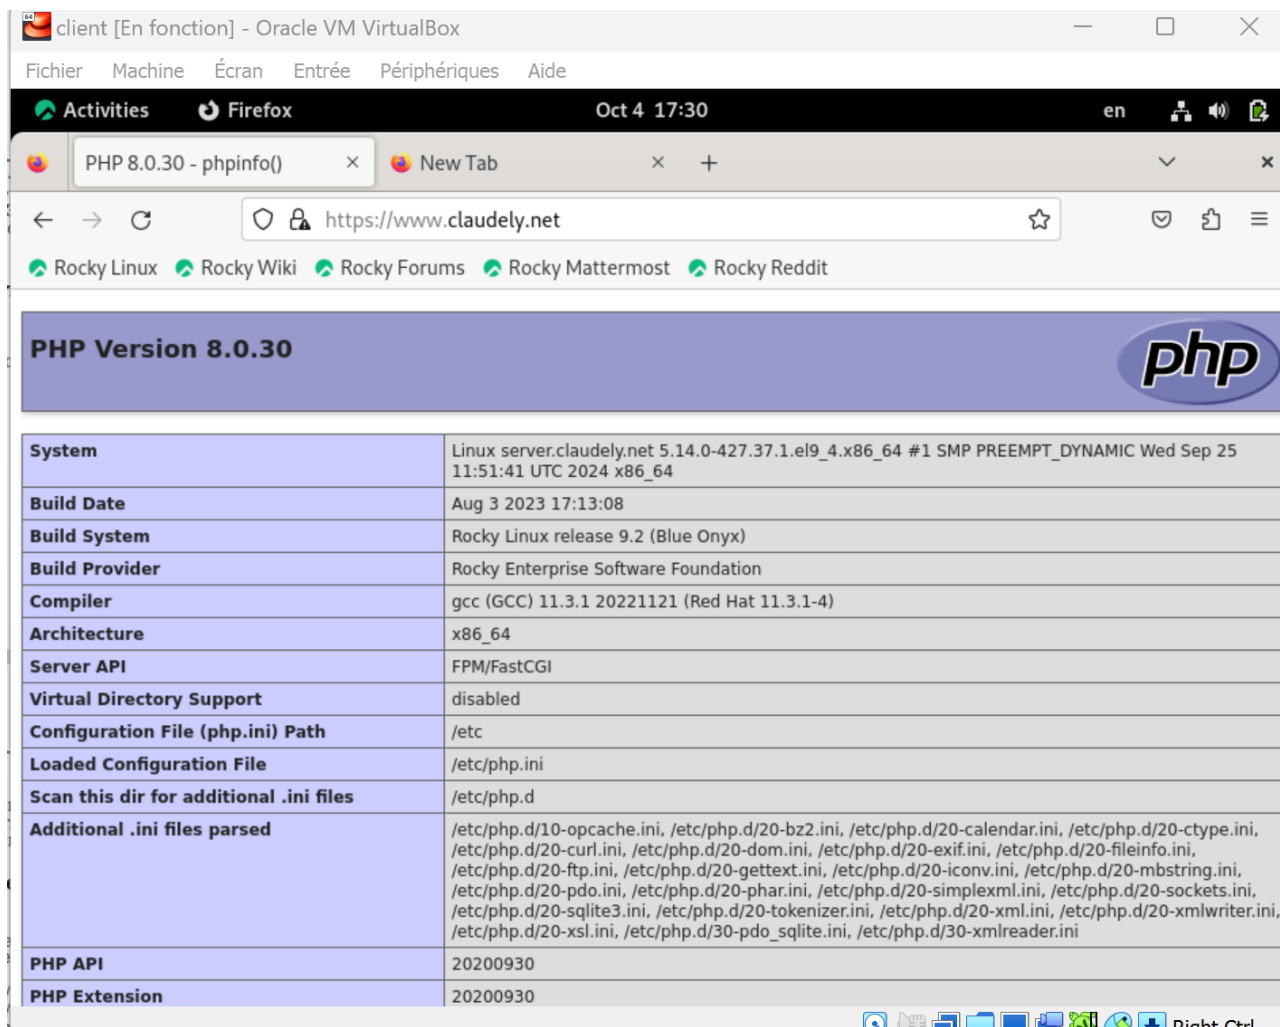 client [En fonction] - Oracle VM VirtualBox
Fichier Machine Écran Entrée Périphériques Aide
Activities Firefox Oct 4 17:30 en
PHP 8.0.30 - phpinfo() New Tab
https://www.claudely.net
Rocky Linux Rocky Wiki Rocky Forums Rocky Mattermost Rocky Reddit
PHP Version 8.0.30
php
System Linux server.claudely.net 5.14.0-427.37.1.el9_4.x86_64 #1 SMP PREEMPT_DYNAMIC Wed Sep 25
11:51:41 UTC 2024 x86_64
Build Date Aug 3 2023 17:13:08
Build System Rocky Linux release 9.2 (Blue Onyx)
Build Provider Rocky Enterprise Software Foundation
Compiler gcc (GCC) 11.3.1 20221121 (Red Hat 11.3.1-4)
Architecture x86_64
Server API FPM/FastCGI
Virtual Directory Support disabled
Configuration File (php.ini) Path /etc
Loaded Configuration File /etc/php.ini
Scan this dir for additional .ini files /etc/php.d
Additional .ini files parsed /etc/php.d/10-opcache.ini, /etc/php.d/20-bz2.ini, /etc/php.d/20-calendar.ini, /etc/php.d/20-ctype.ini,
/etc/php.d/20-curl.ini, /etc/php.d/20-dom.ini, /etc/php.d/20-exif.ini, /etc/php.d/20-fileinfo.ini,
/etc/php.d/20-ftp.ini, /etc/php.d/20-gettext.ini, /etc/php.d/20-iconv.ini, /etc/php.d/20-mbstring.ini,
/etc/php.d/20-pdo.ini, /etc/php.d/20-phar.ini, /etc/php.d/20-simplexml.ini, /etc/php.d/20-sockets.ini,
/etc/php.d/20-sqlite3.ini, /etc/php.d/20-tokenizer.ini, /etc/php.d/20-xml.ini, /etc/php.d/20-xmlwriter.ini,
/etc/php.d/20-xsl.ini, /etc/php.d/30-pdo_sqlite.ini, /etc/php.d/30-xmlreader.ini
PHP API 20200930
PHP Extension 20200930
Right Ctrl